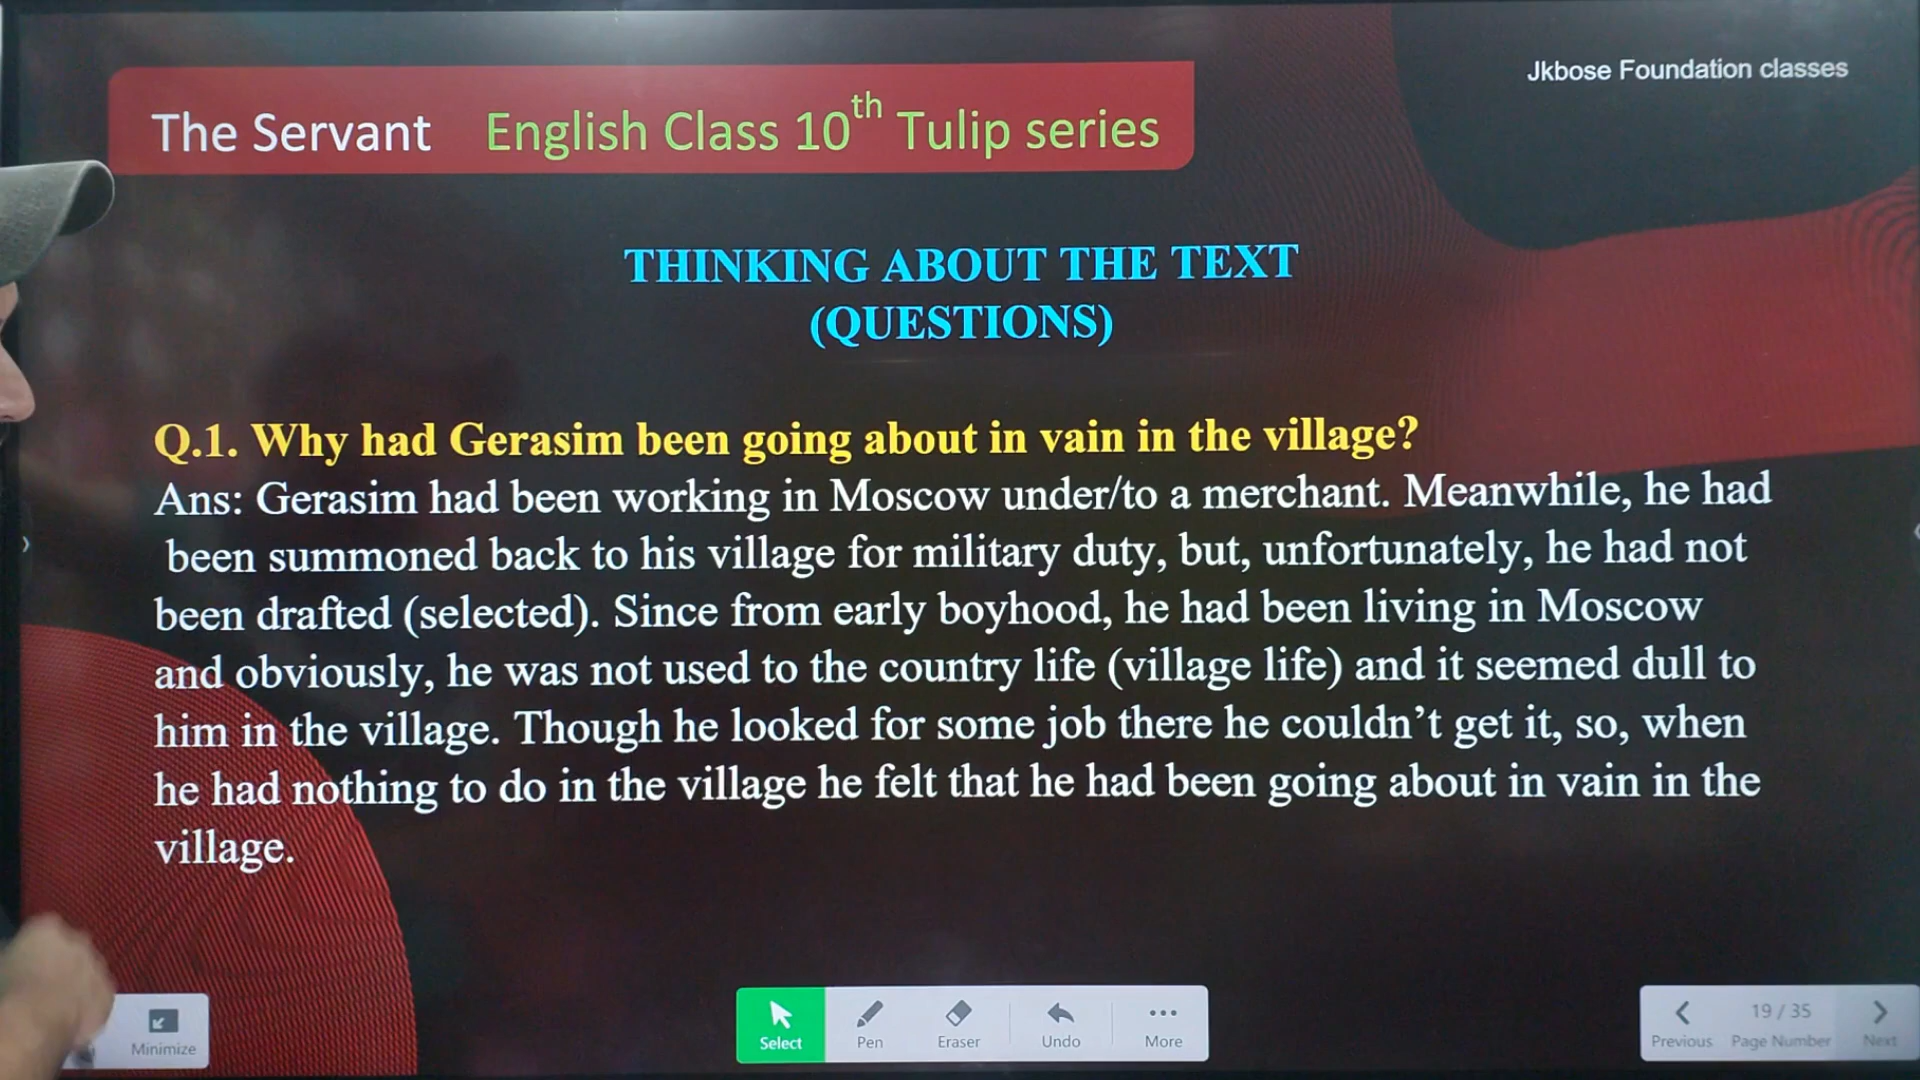 Jkbose Foundation classes
The Servant English Class 10th Tulip series
THINKING ABOUT THE TEXT
(QUESTIONS)
Q.1. Why had Gerasim been going about in vain in the village?
Ans: Gerasim had been working in Moscow under/to a merchant. Meanwhile, he had
been summoned back to his village for military duty, but, unfortunately, he had not
been drafted (selected). Since from early boyhood, he had been living in Moscow
and obviously, he was not used to the country life (village life) and it seemed dull to
him in the village. Though he looked for some job there he couldn't get it, so, when
he had nothing to do in the village he felt that he had been going about in vain in the
village.
Minimize
Select Pen Eraser Undo More
19 / 35
Previous Page Number Next